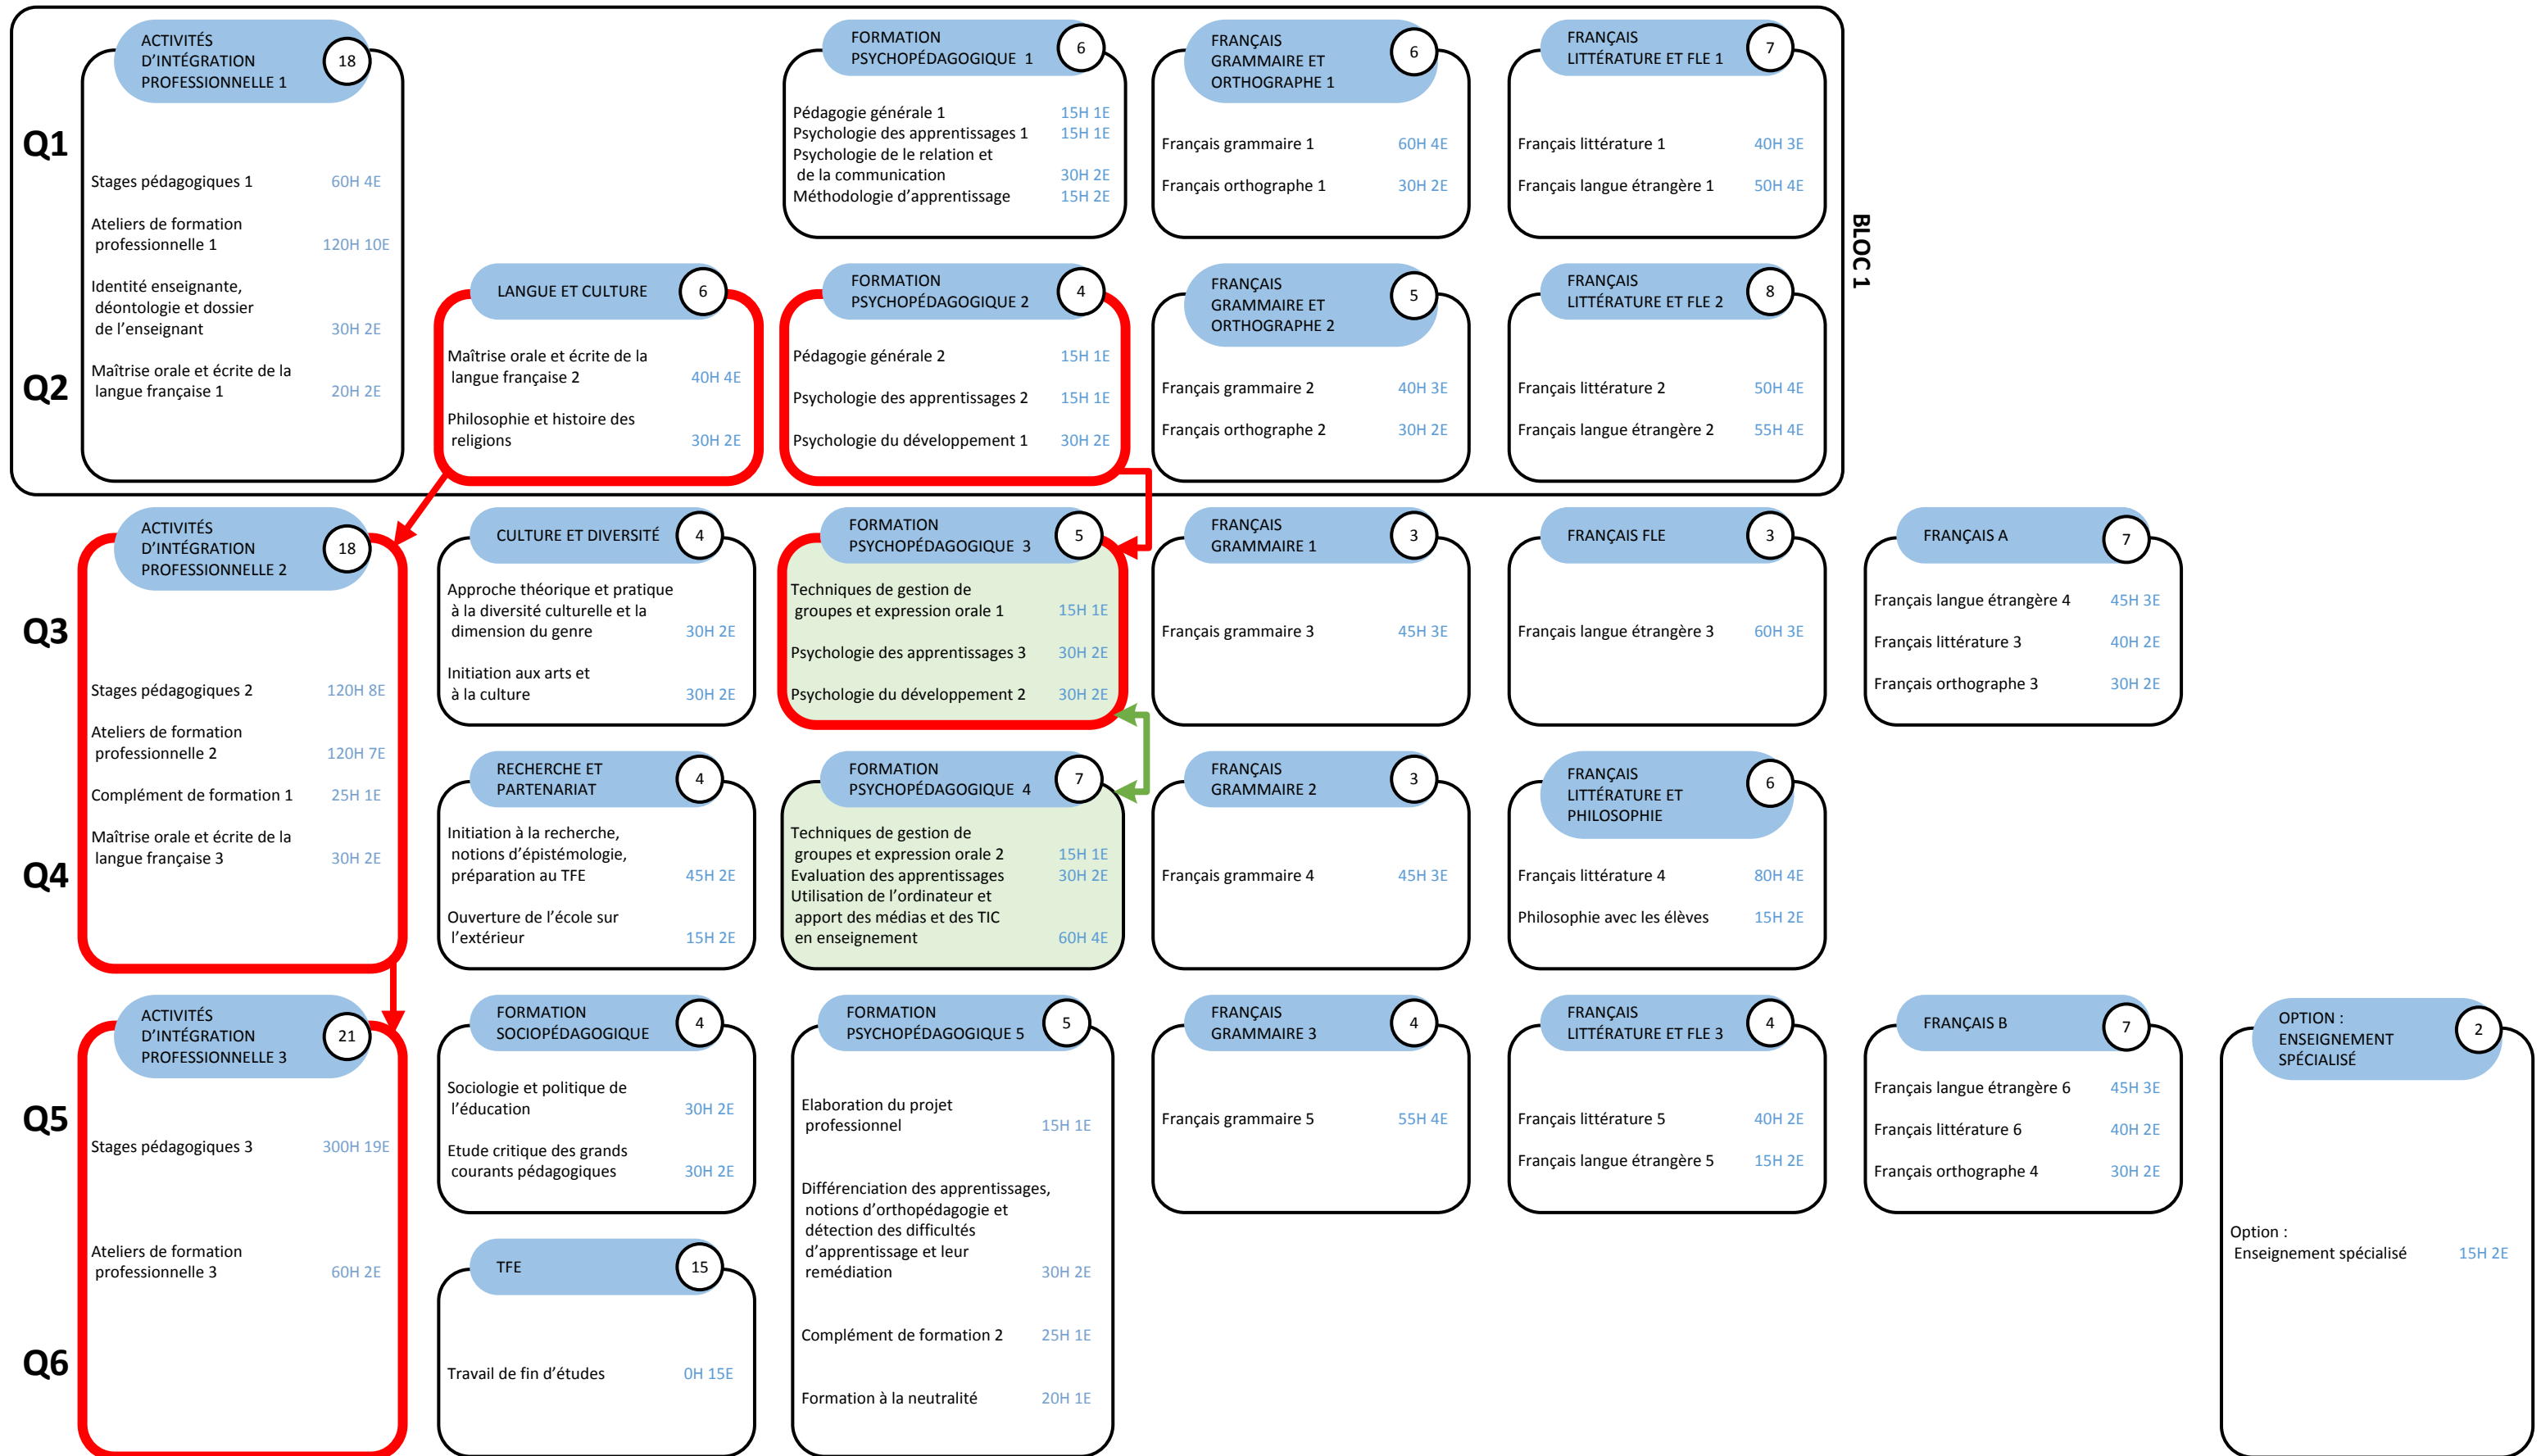 ACTIVITÉS
D’INTÉGRATION
PROFESSIONNELLE 1
18
Stages pédagogiques 1 60H 4E
Ateliers de formation
professionnelle 1 120H 10E
Identité enseignante,
déontologie et dossier
de l’enseignant 30H 2E
Maîtrise orale et écrite de la
langue française 1 20H 2E
Q1
FORMATION
PSYCHOPÉDAGOGIQUE 1
6
Pédagogie générale 1 15H 1E
Psychologie des apprentissages 1 15H 1E
Psychologie de le relation et
de la communication 30H 2E
Méthodologie d’apprentissage 15H 2E
FRANÇAIS
GRAMMAIRE ET
ORTHOGRAPHE 1
6
Français grammaire 1 60H 4E
Français orthographe 1 30H 2E
FRANÇAIS
LITTÉRATURE ET FLE 1
7
Français littérature 1 40H 3E
Français langue étrangère 1 50H 4E
BLOC 1
Q2
LANGUE ET CULTURE
6
Maîtrise orale et écrite de la
langue française 2 40H 4E
Philosophie et histoire des
religions 30H 2E
FORMATION
PSYCHOPÉDAGOGIQUE 2
4
Pédagogie générale 2 15H 1E
Psychologie des apprentissages 2 15H 1E
Psychologie du développement 1 30H 2E
FRANÇAIS
GRAMMAIRE ET
ORTHOGRAPHE 2
5
Français grammaire 2 40H 3E
Français orthographe 2 30H 2E
FRANÇAIS
LITTÉRATURE ET FLE 2
8
Français littérature 2 50H 4E
Français langue étrangère 2 55H 4E
ACTIVITÉS
D’INTÉGRATION
PROFESSIONNELLE 2
18
Stages pédagogiques 2 120H 8E
Ateliers de formation
professionnelle 2 120H 7E
Complément de formation 1 25H 1E
Maîtrise orale et écrite de la
langue française 3 30H 2E
Q3
CULTURE ET DIVERSITÉ
4
Approche théorique et pratique
à la diversité culturelle et la
dimension du genre 30H 2E
Initiation aux arts et
à la culture 30H 2E
FORMATION
PSYCHOPÉDAGOGIQUE 3
5
Techniques de gestion de
groupes et expression orale 1 15H 1E
Psychologie des apprentissages 3 30H 2E
Psychologie du développement 2 30H 2E
FRANÇAIS
GRAMMAIRE 1
3
Français grammaire 3 45H 3E
FRANÇAIS FLE
3
Français langue étrangère 3 60H 3E
FRANÇAIS A
7
Français langue étrangère 4 45H 3E
Français littérature 3 40H 2E
Français orthographe 3 30H 2E
Q4
RECHERCHE ET
PARTENARIAT
4
Initiation à la recherche,
notions d’épistémologie,
préparation au TFE 45H 2E
Ouverture de l’école sur
l’extérieur 15H 2E
FORMATION
PSYCHOPÉDAGOGIQUE 4
7
Techniques de gestion de
groupes et expression orale 2 15H 1E
Evaluation des apprentissages 30H 2E
Utilisation de l’ordinateur et
apport des médias et des TIC
en enseignement 60H 4E
FRANÇAIS
GRAMMAIRE 2
3
Français grammaire 4 45H 3E
FRANÇAIS
LITTÉRATURE ET
PHILOSOPHIE
6
Français littérature 4 80H 4E
Philosophie avec les élèves 15H 2E
ACTIVITÉS
D’INTÉGRATION
PROFESSIONNELLE 3
21
Stages pédagogiques 3 300H 19E
Ateliers de formation
professionnelle 3 60H 2E
Q5
FORMATION
SOCIOPÉDAGOGIQUE
4
Sociologie et politique de
l’éducation 30H 2E
Etude critique des grands
courants pédagogiques 30H 2E
FORMATION
PSYCHOPÉDAGOGIQUE 5
5
Elaboration du projet
professionnel 15H 1E
Différenciation des apprentissages,
notions d’orthopédagogie et
détection des difficultés
d’apprentissage et leur
remédiation 30H 2E
Complément de formation 2 25H 1E
Formation à la neutralité 20H 1E
FRANÇAIS
GRAMMAIRE 3
4
Français grammaire 5 55H 4E
FRANÇAIS
LITTÉRATURE ET FLE 3
4
Français littérature 5 40H 2E
Français langue étrangère 5 15H 2E
FRANÇAIS B
7
Français langue étrangère 6 45H 3E
Français littérature 6 40H 2E
Français orthographe 4 30H 2E
OPTION :
ENSEIGNEMENT
SPÉCIALISÉ
2
Option :
Enseignement spécialisé 15H 2E
Q6
TFE
15
Travail de fin d’études 0H 15E